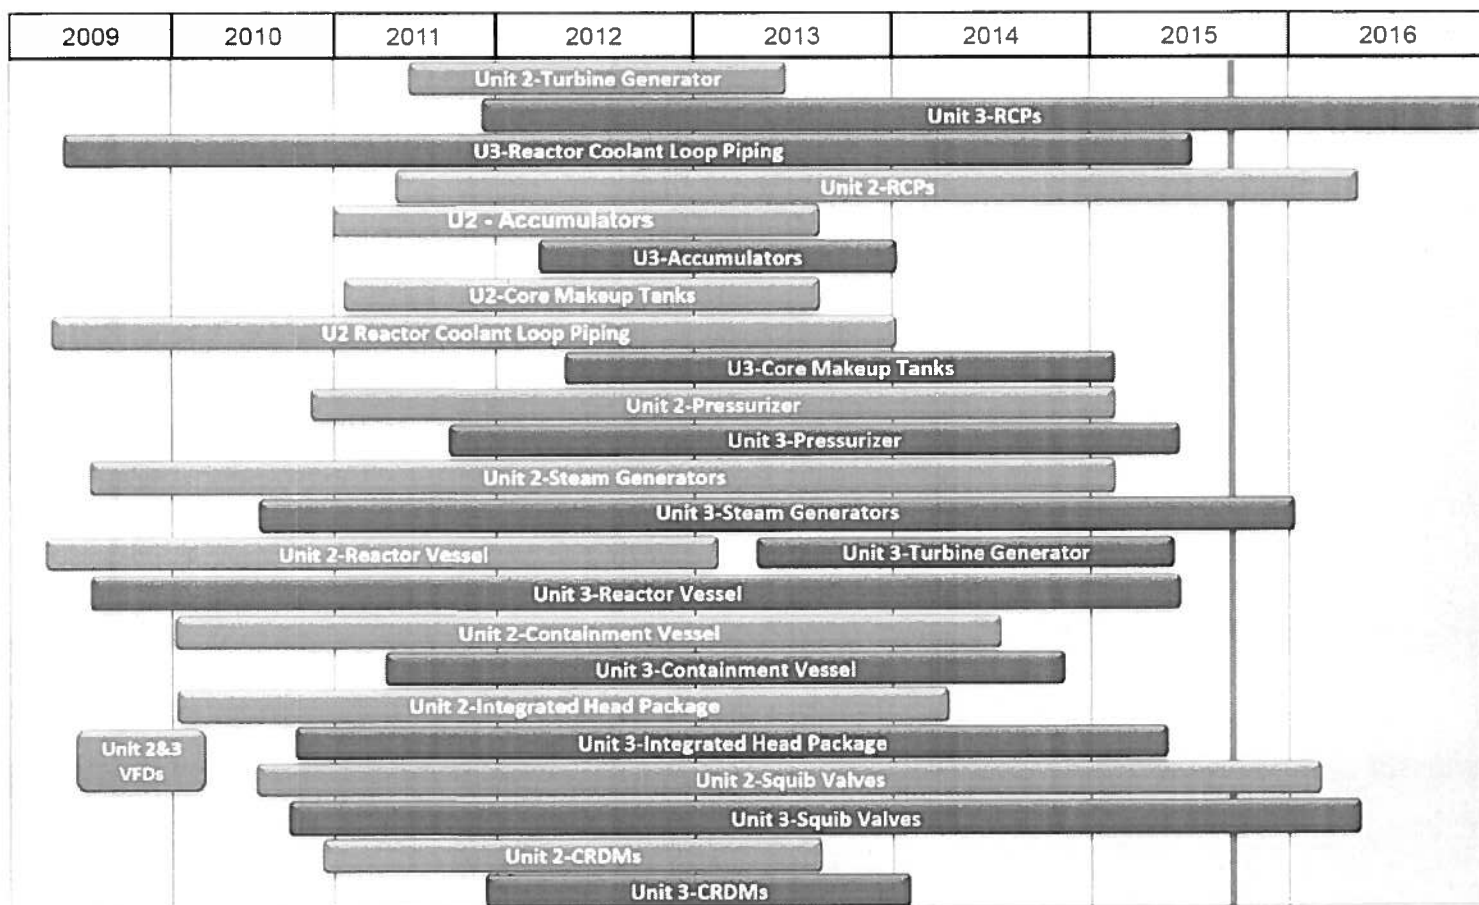 2009 2010 2011 2012 2013 2014 2015 2016
Unit 2-Turbine Generator
Unit 3-RCPs
U3-Reactor Coolant Loop Piping
Unit 2-RCPs
U2 - Accumulators
U3-Accumulators
U2-Core Makeup Tanks
U2 Reactor Coolant Loop Piping
U3-Core Makeup Tanks
Unit 2-Pressurizer
Unit 3-Pressurizer
Unit 2-Steam Generators
Unit 3-Steam Generators
Unit 2-Reactor Vessel
Unit 3-Turbine Generator
Unit 3-Reactor Vessel
Unit 2-Containment Vessel
Unit 3-Containment Vessel
Unit 2-Integrated Head Package
Unit 3-Integrated Head Package
Unit 2&3
VFDs
Unit 2-Squib Valves
Unit 3-Squib Valves
Unit 2-CRDMs
Unit 3-CRDMs